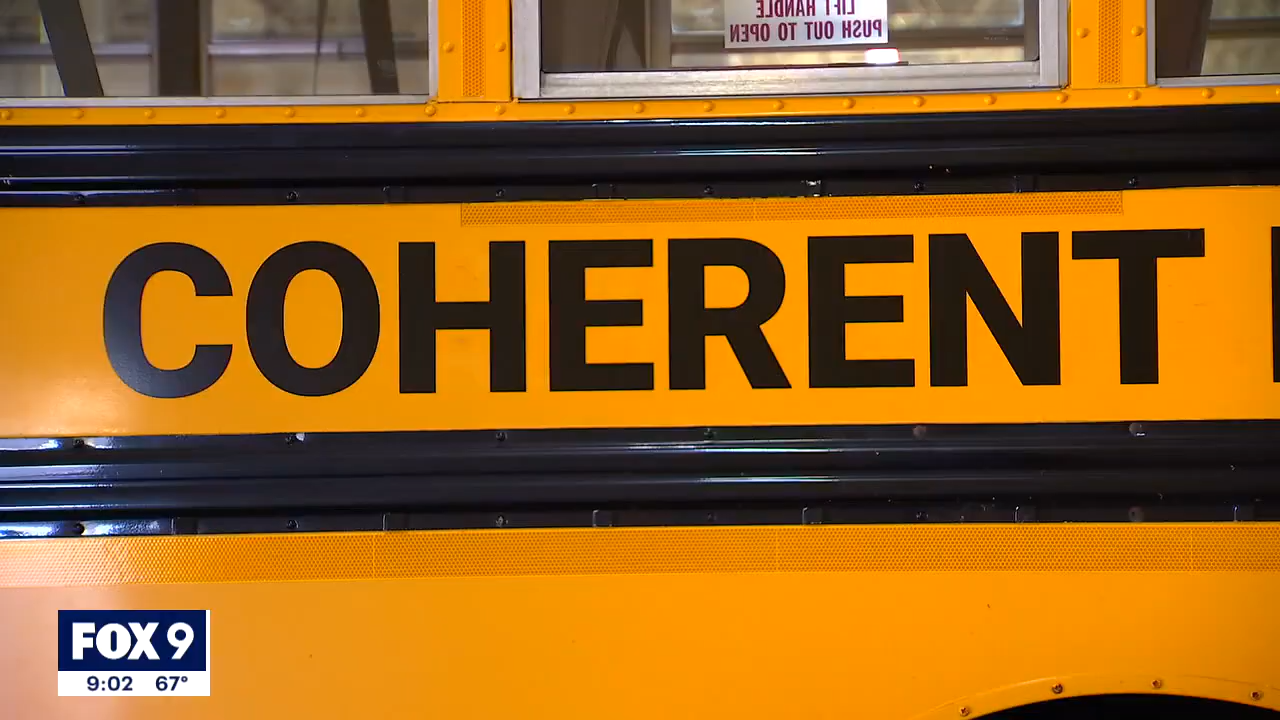 LIFT HANDLE
PUSH OUT TO OPEN
COHERENT
FOX 9
9:02 67°